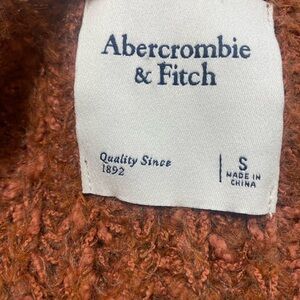 Abercrombie
& Fitch
Quality Since
1892
S
MADE IN
CHINA